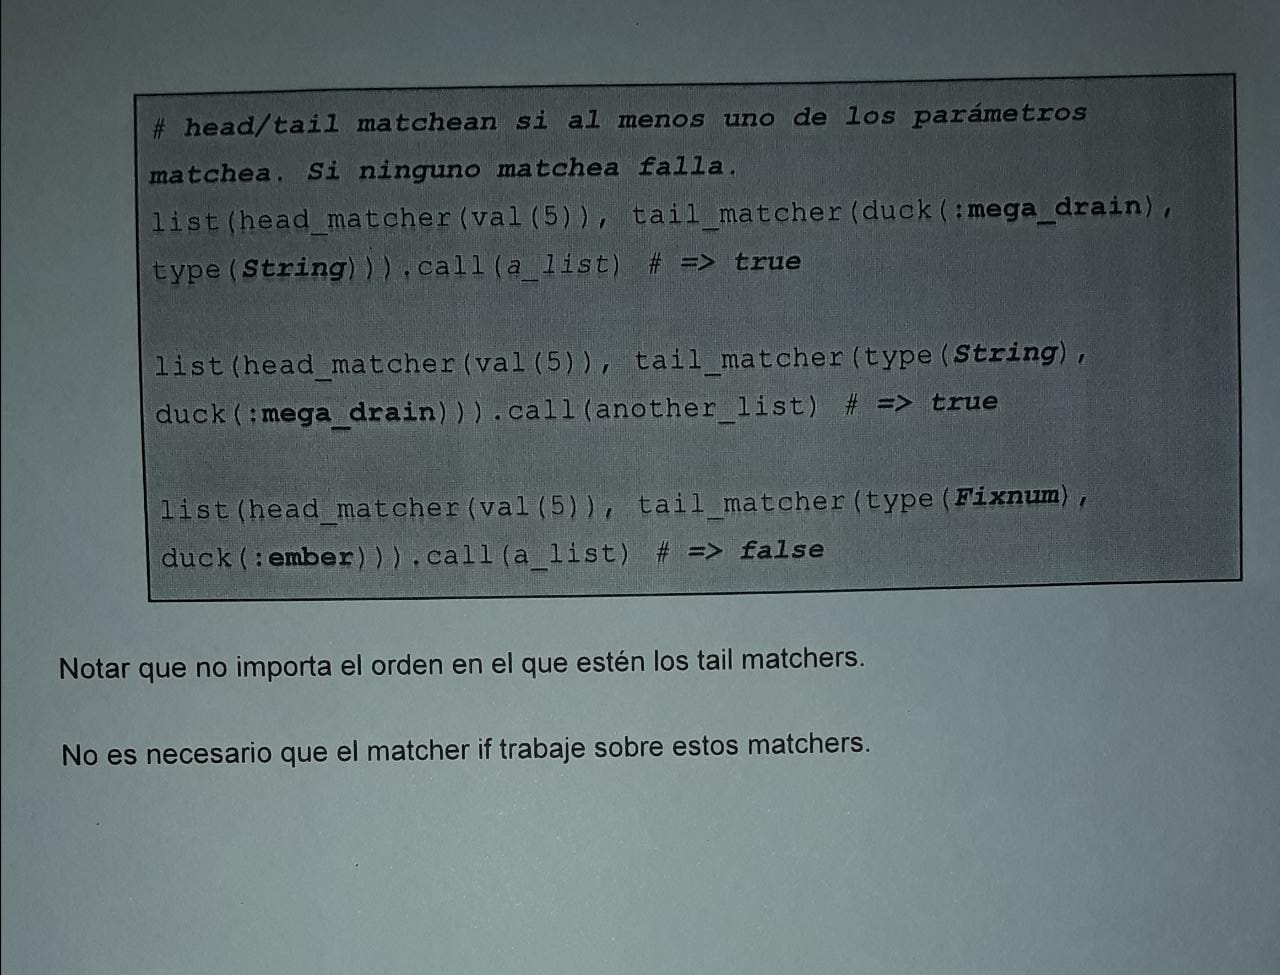 # head/tail matchean si al menos uno de los parámetros
matchea. Si ninguno matchea falla.
list(head_matcher(val(5)), tail_matcher(duck(:mega_drain),
type(String))).call(a_list) # => true
list(head_matcher(val(5)), tail_matcher(type(String),
duck(:mega_drain))).call(another_list) # => true
list(head_matcher(val(5)), tail_matcher(type(Fixnum),
duck(:ember))).call(a_list) # => false
Notar que no importa el orden en el que estén los tail matchers.
No es necesario que el matcher if trabaje sobre estos matchers.